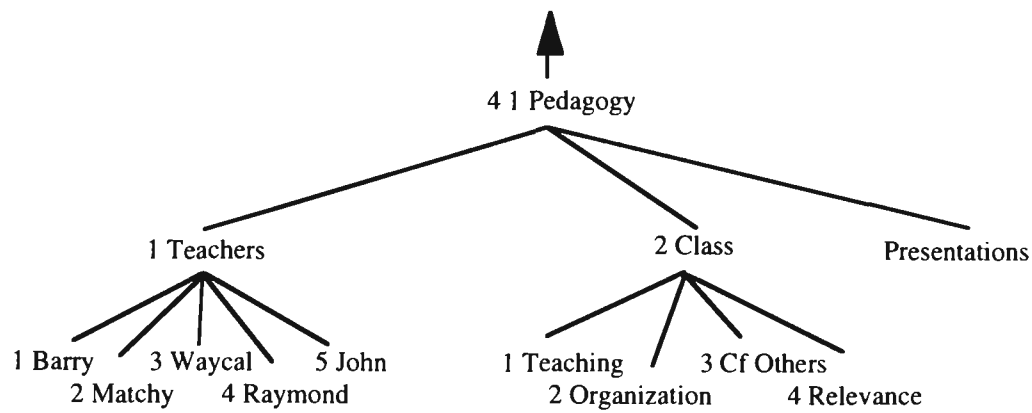 4 1 Pedagogy
1 Teachers
2 Class
Presentations
1 Barry
3 Waycal
5 John
2 Matchy
4 Raymond
1 Teaching
3 Cf Others
2 Organization
4 Relevance